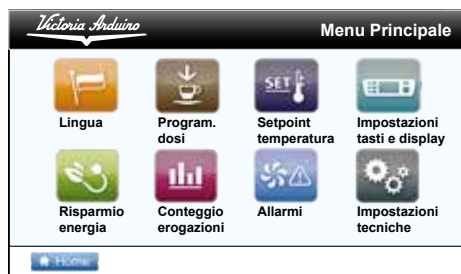 Victoria Arduino
Menu Principale
SET
Lingua
Program.
dosi
Setpoint
temperatura
Impostazioni
tasti e display
Risparmio
energia
Conteggio
erogazioni
Allarmi
Impostazioni
tecniche
Home